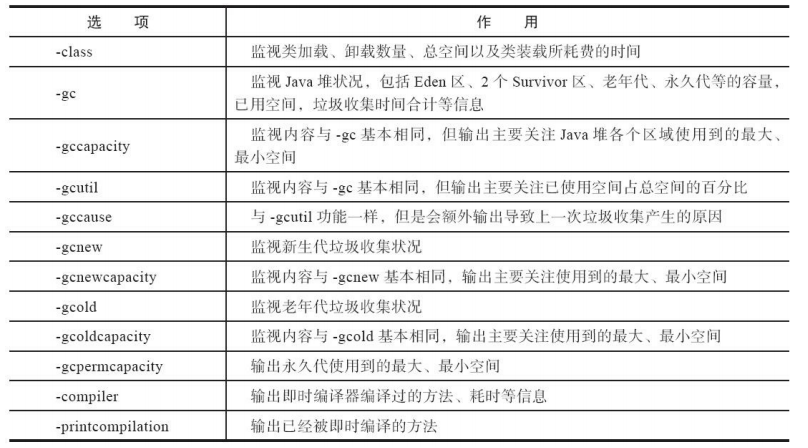 选 项 作 用
-class 监视类加载、卸载数量、总空间以及类装载所耗费的时间
-gc 监视 Java 堆状况，包括 Eden 区、2 个 Survivor 区、老年代、永久代等的容量，
已用空间，垃圾收集时间合计等信息
-gccapacity 监视内容与 -gc 基本相同，但输出主要关注 Java 堆各个区域使用到的最大、
最小空间
-gcutil 监视内容与 -gc 基本相同，但输出主要关注已使用空间占总空间的百分比
-gccause 与 -gcutil 功能一样，但是会额外输出导致上一次垃圾收集产生的原因
-gcnew 监视新生代垃圾收集状况
-gcnewcapacity 监视内容与 -gcnew 基本相同，输出主要关注使用到的最大、最小空间
-gcold 监视老年代垃圾收集状况
-gcoldcapacity 监视内容与 -gcold 基本相同，输出主要关注使用到的最大、最小空间
-gcpermcapacity 输出永久代使用到的最大、最小空间
-compiler 输出即时编译器编译过的方法、耗时等信息
-printcompilation 输出已经被即时编译的方法